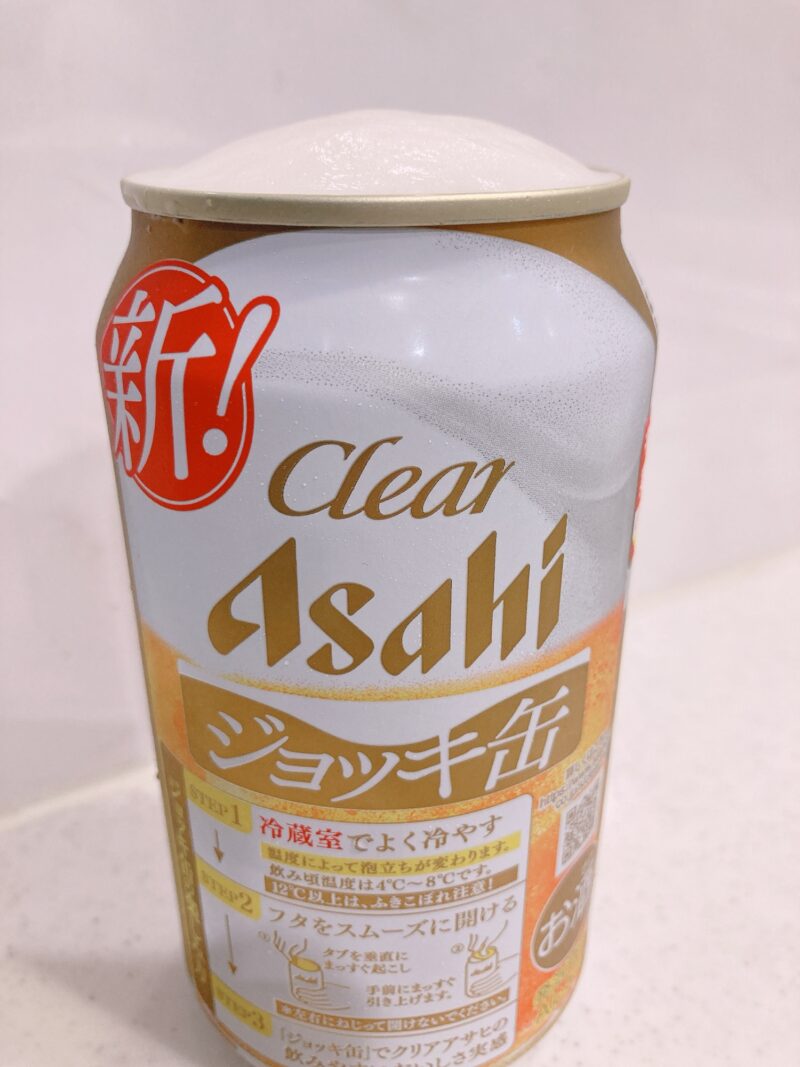 新!
Clear
Asahi
ジョッキ缶
STEP1
冷蔵室でよく冷やす
温度によって泡立ちが変わります。
飲み頃温度は4℃〜8℃です。
12℃以上は、ふきこぼれ注意!
STEP2
フタをスムーズに開ける
①
タブを垂直に
まっすぐ起こし
②
手前にまっすぐ
引き上げます。
※左右にねじって開けないでください。
STEP3
『ジョッキ缶』でクリアアサヒの
お酒